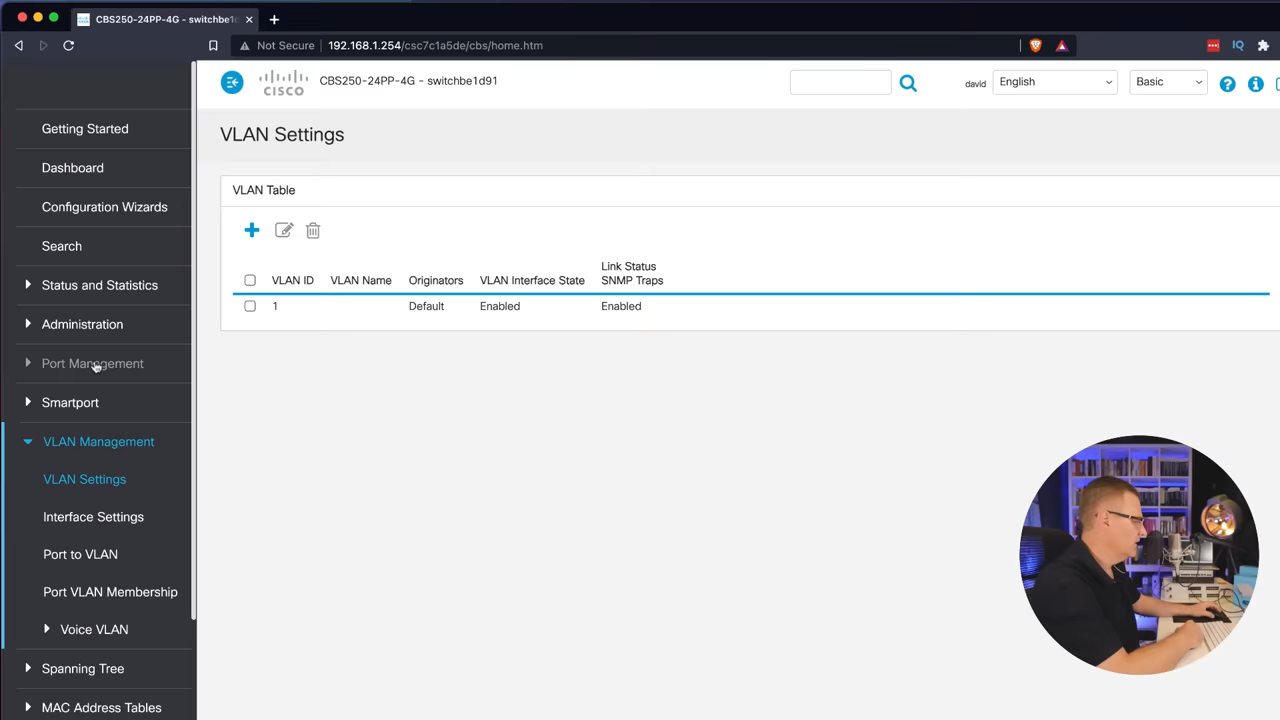 CBS250-24PP-4G - switchbe1d
Not Secure 192.168.1.254/csc7c1a5de/cbs/home.htm
IQ
CISCO
CBS250-24PP-4G - switchbe1d91
david
English
Basic
Getting Started
Dashboard
Configuration Wizards
Search
Status and Statistics
Administration
Port Management
Smartport
VLAN Management
VLAN Settings
Interface Settings
Port to VLAN
Port VLAN Membership
Voice VLAN
Spanning Tree
MAC Address Tables
VLAN Settings
VLAN Table
VLAN ID VLAN Name Originators VLAN Interface State Link Status
SNMP Traps
1 Default Enabled Enabled